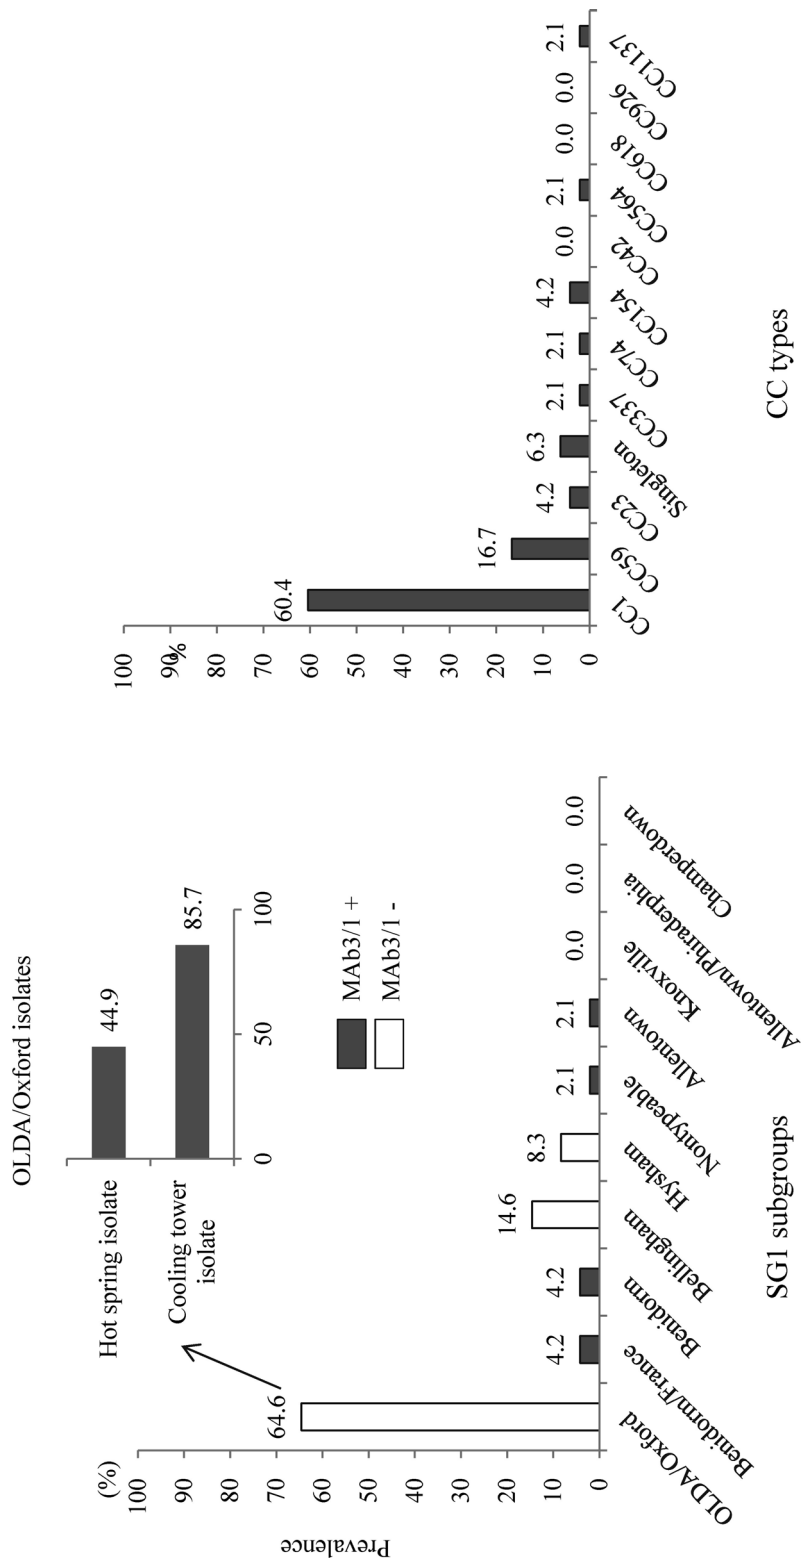 (%)
100
90
80
70
60
50
40
30
20
10
0
Prevalence
64.6
4.2
4.2
14.6
8.3
2.1
2.1
0.0
0.0
0.0
OLDA/Oxford
Benidorm/France
Benidorm
Bellingham
Hysham
Nontypeable
Allentown
Knoxville
Allentown/Phiraderphia
Champerdown
SG1 subgroups
OLDA/Oxford isolates
Hot spring isolate
44.9
Cooling tower
isolate
85.7
0
50
100
MAb3/1 +
MAb3/1 -
100
90
%
80
70
60
50
40
30
20
10
0
60.4
16.7
4.2
6.3
2.1
2.1
4.2
0.0
2.1
0.0
0.0
2.1
CC1
CC59
CC23
Singleton
CC337
CC74
CC154
CC42
CC564
CC618
CC926
CC1137
CC types